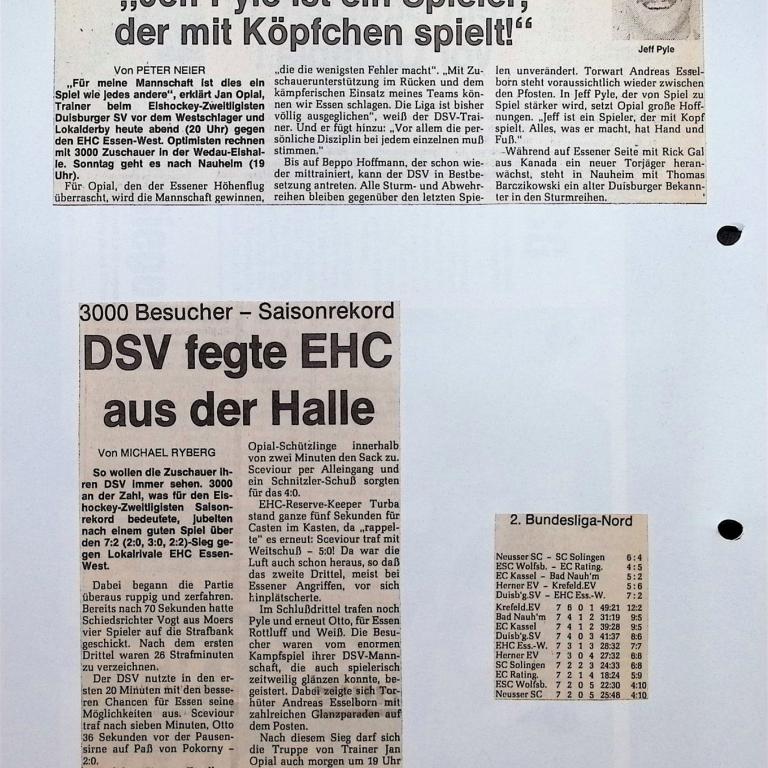 „Jeff Pyle ist ein Spieler,
der mit Köpfchen spielt!“
Jeff Pyle
Von PETER NEIER
„Für meine Mannschaft ist dies ein
Spiel wie jedes andere“, erklärt Jan Opial,
Trainer beim Eishockey-Zweitligisten
Duisburger SV vor dem Westschlager und
Lokalderby heute abend (20 Uhr) gegen
den EHC Essen-West. Optimisten rechnen
mit 3000 Zuschauer in der Wedau-Eishal-
le. Sonntag geht es nach Nauheim (19
Uhr).
Für Opial, den der Essener Höhenflug
überrascht, wird die Mannschaft gewinnen,
„die die wenigsten Fehler macht“. „Mit Zu-
schauerunterstützung im Rücken und dem
kämpferischen Einsatz meines Teams kön-
nen wir Essen schlagen. Die Liga ist bisher
völlig ausgeglichen“, weiß der DSV-Trai-
ner. Und er fügt hinzu: „Vor allem die per-
sönliche Disziplin bei jedem einzelnen muß
stimmen.“
Bis auf Beppo Hoffmann, der schon wie-
der mittrainiert, kann der DSV in Bestbe-
setzung antreten. Alle Sturm- und Abwehr-
reihen bleiben gegenüber den letzten Spie-
len unverändert. Torwart Andreas Essel-
born steht voraussichtlich wieder zwischen
den Pfosten. In Jeff Pyle, der von Spiel zu
Spiel stärker wird, setzt Opial große Hoff-
nungen. „Jeff ist ein Spieler, der mit Kopf
spielt. Alles, was er macht, hat Hand und
Fuß.“
Während auf Essener Seite mit Rick Gal
aus Kanada ein neuer Torjäger heran-
wächst, steht in Nauheim mit Thomas
Barczikowski ein alter Duisburger Bekann-
ter in den Sturmreihen.
3000 Besucher – Saisonrekord
DSV fegte EHC
aus der Halle
Von MICHAEL RYBERG
So wollen die Zuschauer ih-
ren DSV immer sehen. 3000
an der Zahl, was für den Eis-
hockey-Zweitligisten Saison-
rekord bedeutete, jubelten
nach einem guten Spiel über
den 7:2 (2:0, 3:0, 2:2)-Sieg ge-
gen Lokalrivale EHC Essen-
West.
Dabei begann die Partie
überaus ruppig und zerfahren.
Bereits nach 70 Sekunden hatte
Schiedsrichter Vogt aus Moers
vier Spieler auf die Strafbank
geschickt. Nach dem ersten
Drittel waren 26 Strafminuten
zu verzeichnen.
Der DSV nutzte in den er-
sten 20 Minuten mit den besse-
ren Chancen für Essen seine
Möglichkeiten aus. Sceviour
traf nach sieben Minuten, Otto
36 Sekunden vor der Pausen-
sirne auf Paß von Pokorny –
2:0.
Opial-Schützlinge innerhalb
von zwei Minuten den Sack zu.
Sceviour per Alleingang und
ein Schnitzler-Schuß sorgten
für das 4:0.
EHC-Reserve-Keeper Turba
stand ganze fünf Sekunden für
Casten im Kasten, da „rappel-
te“ es erneut: Sceviour traf mit
Weitschuß – 5:0! Da war die
Luft auch schon heraus, so daß
das zweite Drittel, meist bei
Essener Angriffen, vor sich
hinplätscherte.
Im Schlußdrittel trafen noch
Pyle und erneut Otto, für Essen
Rottluff und Weiß. Die Besu-
cher waren vom enormen
Kampfspiel ihrer DSV-Mann-
schaft, die auch spielerisch
zeitweilig glänzen konnte, be-
geistert. Dabei zeigte sich Tor-
hüter Andreas Esselborn mit
zahlreichen Glanzparaden auf
dem Posten.
Nach diesem Sieg darf sich
die Truppe von Trainer Jan
Opial auch morgen um 19 Uhr
2. Bundesliga-Nord
Neusser SC – SC Solingen 6:4
ESC Wolfsb. – EC Rating. 4:5
EC Kassel – Bad Nauh'm 5:2
Herner EV – Krefeld.EV 5:6
Duisb'g.SV – EHC Ess.-W. 7:2
Krefeld.EV 7 6 0 1 49:21 12:2
Bad Nauh'm 7 4 1 2 31:19 9:5
EC Kassel 7 4 1 2 39:28 9:5
Duisb'g.SV 7 4 0 3 41:37 8:6
EHC Ess.-W. 7 3 1 3 28:32 7:7
Herner EV 7 3 0 4 27:32 6:8
SC Solingen 7 2 2 3 24:33 6:8
EC Rating. 7 2 1 4 18:24 5:9
ESC Wolfsb. 7 2 0 5 22:30 4:10
Neusser SC 7 2 0 5 25:48 4:10